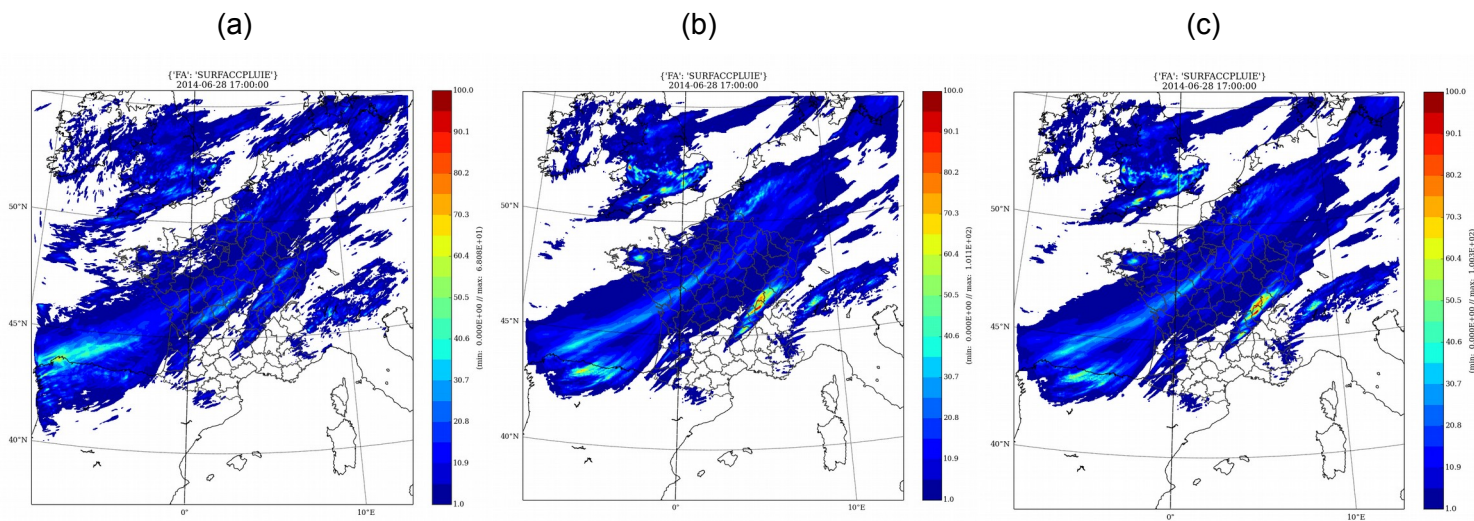 (a)
(b)
(c)
{'FA': 'SURFACCPLUIE'}
2014-06-28 17:00:00
50°N
45°N
40°N
0°
10°E
100.0
90.1
80.2
70.3
60.4
50.5
40.6
30.7
20.8
10.9
1.0
(min: 0.000E+00 // max: 6.808E+01)
{'FA': 'SURFACCPLUIE'}
2014-06-28 17:00:00
50°N
45°N
40°N
0°
10°E
100.0
90.1
80.2
70.3
60.4
50.5
40.6
30.7
20.8
10.9
1.0
(min: 0.000E+00 // max: 1.011E+02)
{'FA': 'SURFACCPLUIE'}
2014-06-28 17:00:00
50°N
45°N
40°N
0°
10°E
100.0
90.1
80.2
70.3
60.4
50.5
40.6
30.7
20.8
10.9
1.0
(min: 0.000E+00 // max: 1.003E+02)